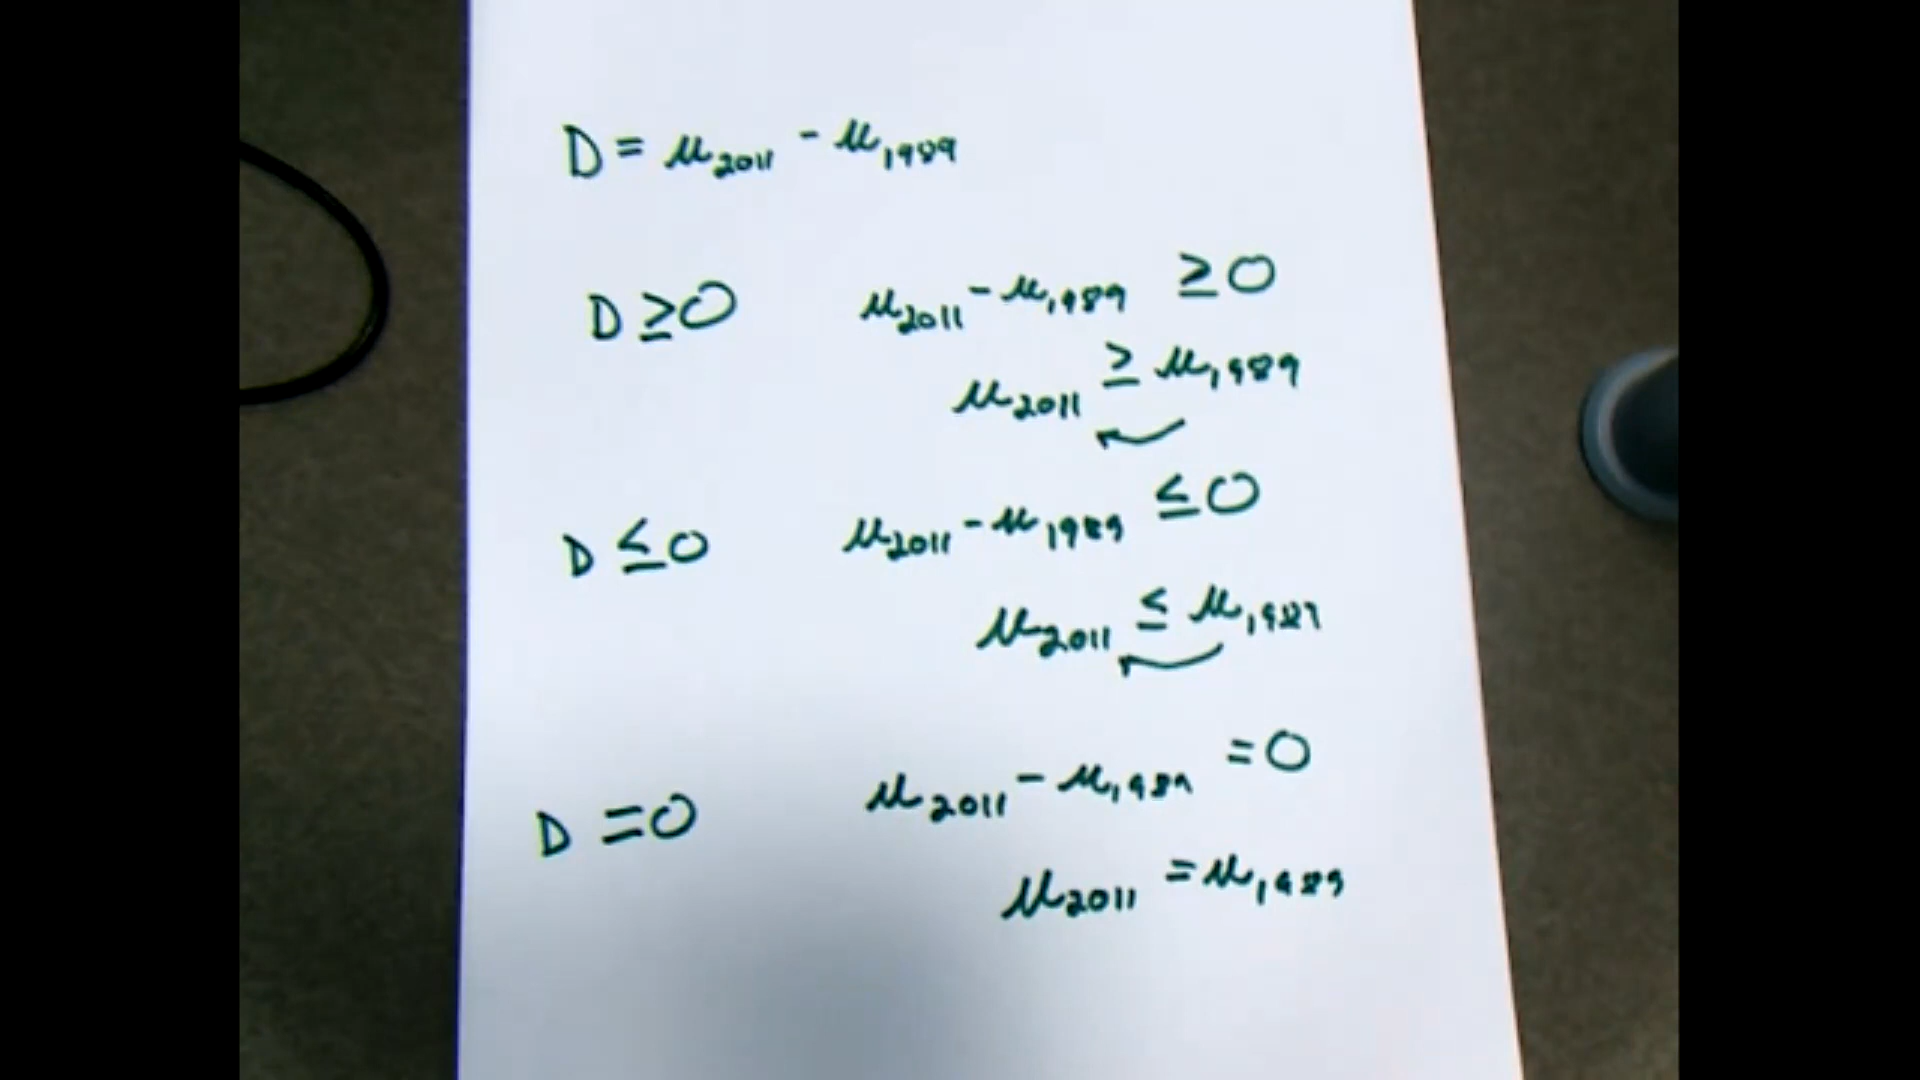 D = μ₂₀₁₁ - μ₁₉₈₉
D ≥ 0 μ₂₀₁₁ - μ₁₉₈₉ ≥ 0
μ₂₀₁₁ ≥ μ₁₉₈₉
D ≤ 0 μ₂₀₁₁ - μ₁₉₈₉ ≤ 0
μ₂₀₁₁ ≤ μ₁₉₈₉
D = 0 μ₂₀₁₁ - μ₁₉₈₉ = 0
μ₂₀₁₁ = μ₁₉₈₉